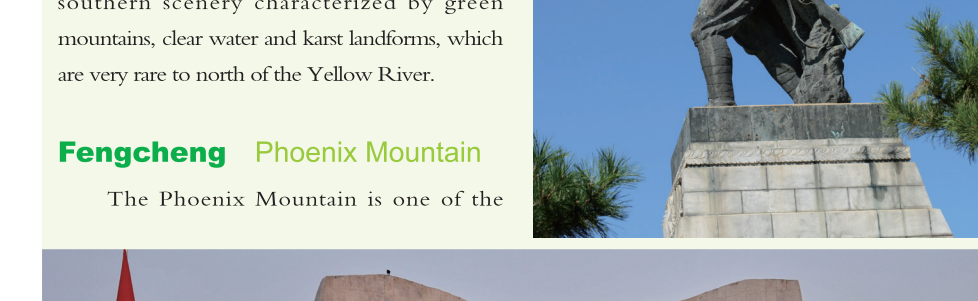 southern scenery characterized by green
mountains, clear water and karst landforms, which
are very rare to north of the Yellow River.
Fengcheng Phoenix Mountain
The Phoenix Mountain is one of the